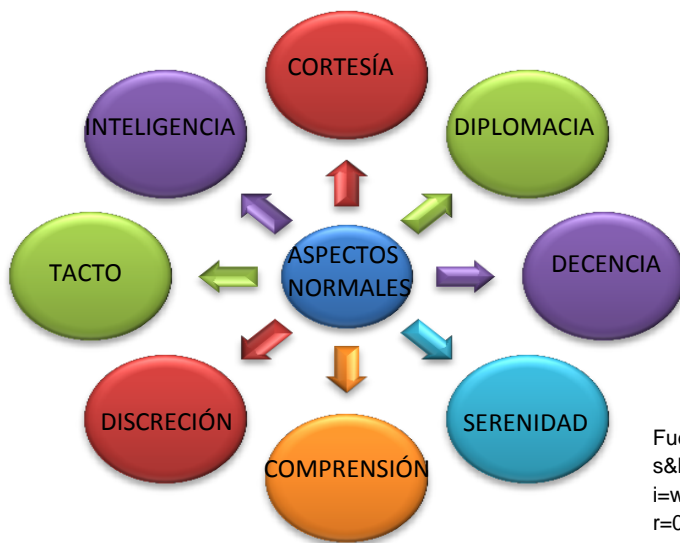 CORTESÍA
INTELIGENCIA
DIPLOMACIA
ASPECTOS
NORMALES
TACTO
DECENCIA
DISCRECIÓN
SERENIDAD
COMPRENSIÓN
i=w